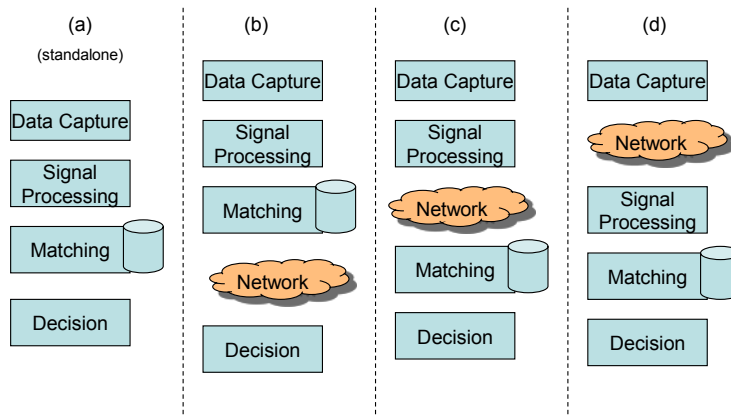 (a)
(standalone)
Data Capture
Signal
Processing
Matching
Decision
(b)
Data Capture
Signal
Processing
Matching
Network
Decision
(c)
Data Capture
Signal
Processing
Network
Matching
Decision
(d)
Data Capture
Network
Signal
Processing
Matching
Decision